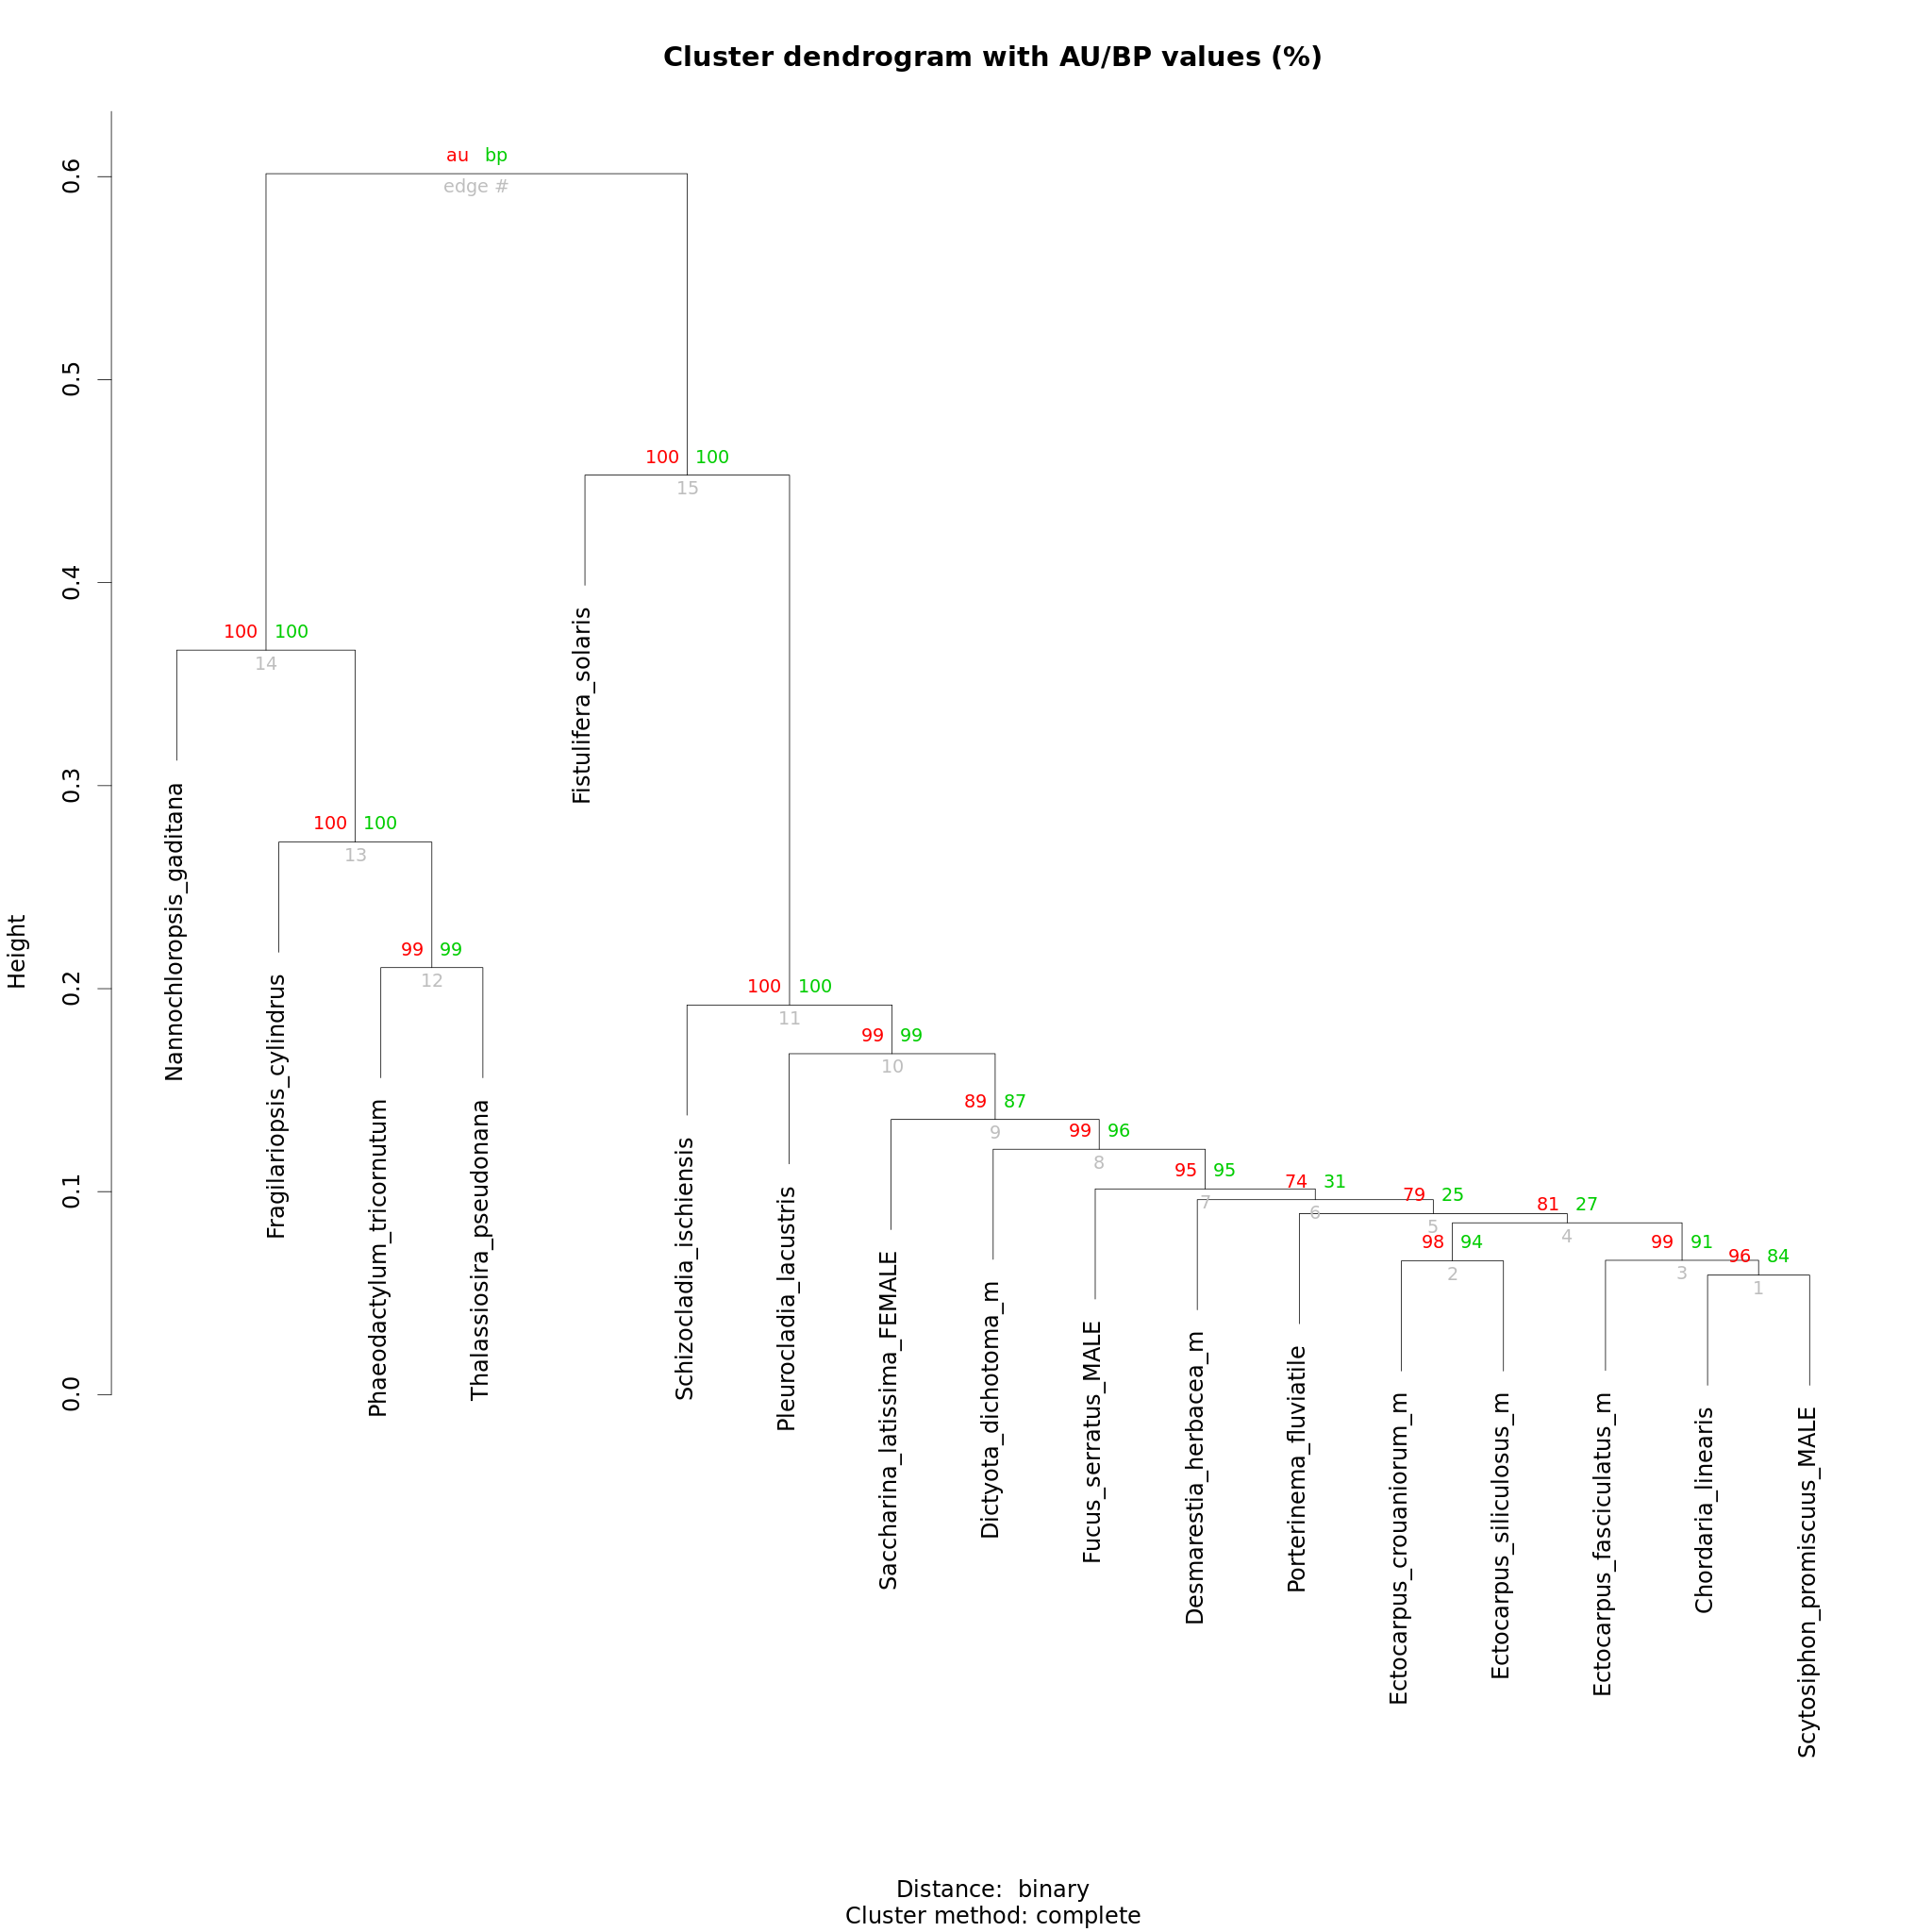 Cluster dendrogram with AU/BP values (%)
au bp
edge #
0.6
0.5
0.4
0.3
0.2
0.1
0.0
Height
100 100
15
100 100
14
100 100
13
99 99
12
100 100
11
99 99
10
89 87
9
99 96
8
95 95
7
74 31
6
79 25
5
81 27
4
98 94
2
99 91
3
96 84
1
Nannochloropsis_gaditana
Fragilariopsis_cylindrus
Phaeodactylum_tricornutum
Thalassiosira_pseudonana
Fistulifera_solaris
Schizocladia_ischiensis
Pleurocladia_lacustris
Saccharina_latissima_FEMALE
Dictyota_dichotoma_m
Fucus_serratus_MALE
Desmarestia_herbacea_m
Porterinema_fluviatile
Ectocarpus_crouaniorum_m
Ectocarpus_siliculosus_m
Ectocarpus_fasciculatus_m
Chordaria_linearis
Scytosiphon_promiscuus_MALE
Distance: binary
Cluster method: complete